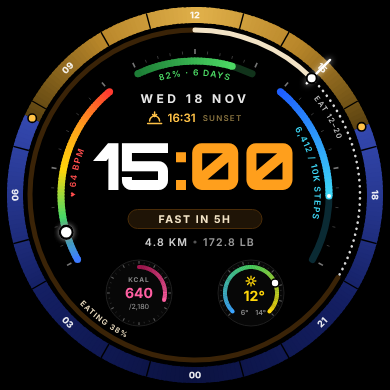 12
09
15
82% · 6 DAYS
EAT 12–20
WED 18 NOV
16:31 SUNSET
♥ 64 BPM
15:00
6,412 / 10K STEPS
06
18
FAST IN 5H
4.8 KM • 172.8 LB
KCAL
640
/2,180
12°
6° 14°
EATING 38%
03
21
00